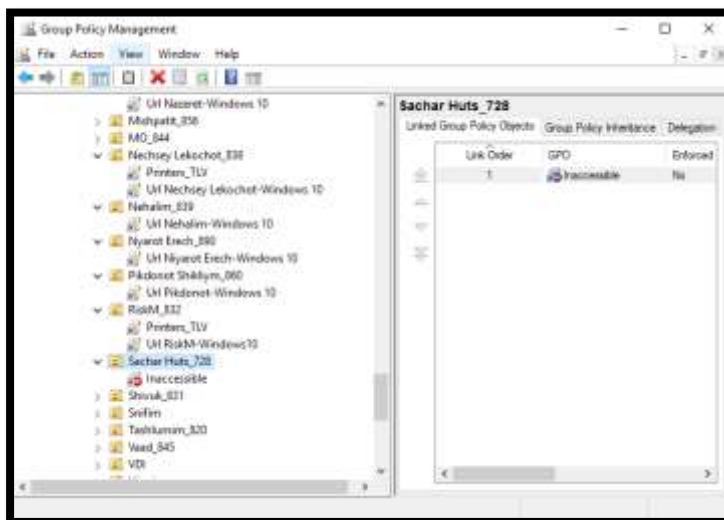 Group Policy Management
File Action View Window Help
Url Nazaret-Windows 10
Mishpatit_856
MO_844
Nechsey Lekochot_838
Printers_TLV
Url Nechsey Lekochot-Windows 10
Nehalim_839
Url Nehalim-Windows 10
Nyarot Erech_890
Url Niyarot Erech-Windows 10
Pikdonot Shikliym_860
Url Pikdonot-Windows 10
RiskM_832
Printers_TLV
Url RiskM-Windows10
Sachar Huts_728
Inaccessible
Shivuk_831
Snifim
Tashlumim_820
Vaad_845
VDI
Sachar Huts_728
Linked Group Policy Objects Group Policy Inheritance Delegation
Link Order GPO Enforced
1 Inaccessible No